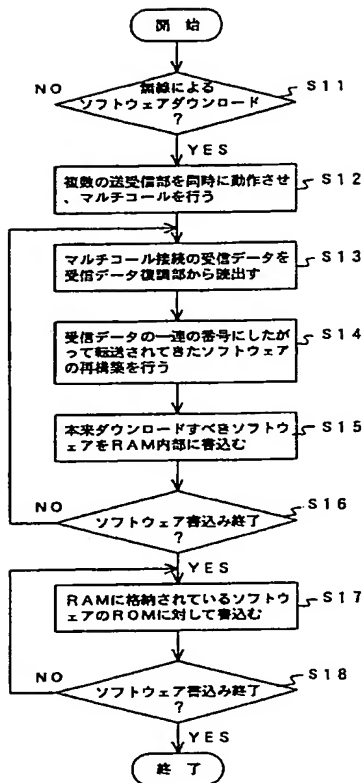 開始
S11
NO
無線による
ソフトウェアダウンロード
?
YES
S12
複数の送受信部を同時に動作させ
、マルチコールを行う
S13
マルチコール接続の受信データを
受信データ復調部から読出す
S14
受信データの一連の番号にしたが
って転送されてきたソフトウェア
の再構築を行う
S15
本来ダウンロードすべきソフトウ
ェアをRAM内部に書込む
S16
NO
ソフトウェア書込み終了
?
YES
S17
RAMに格納されているソフトウ
ェアのROMに対して書込む
S18
NO
ソフトウェア書込み終了
?
YES
終了